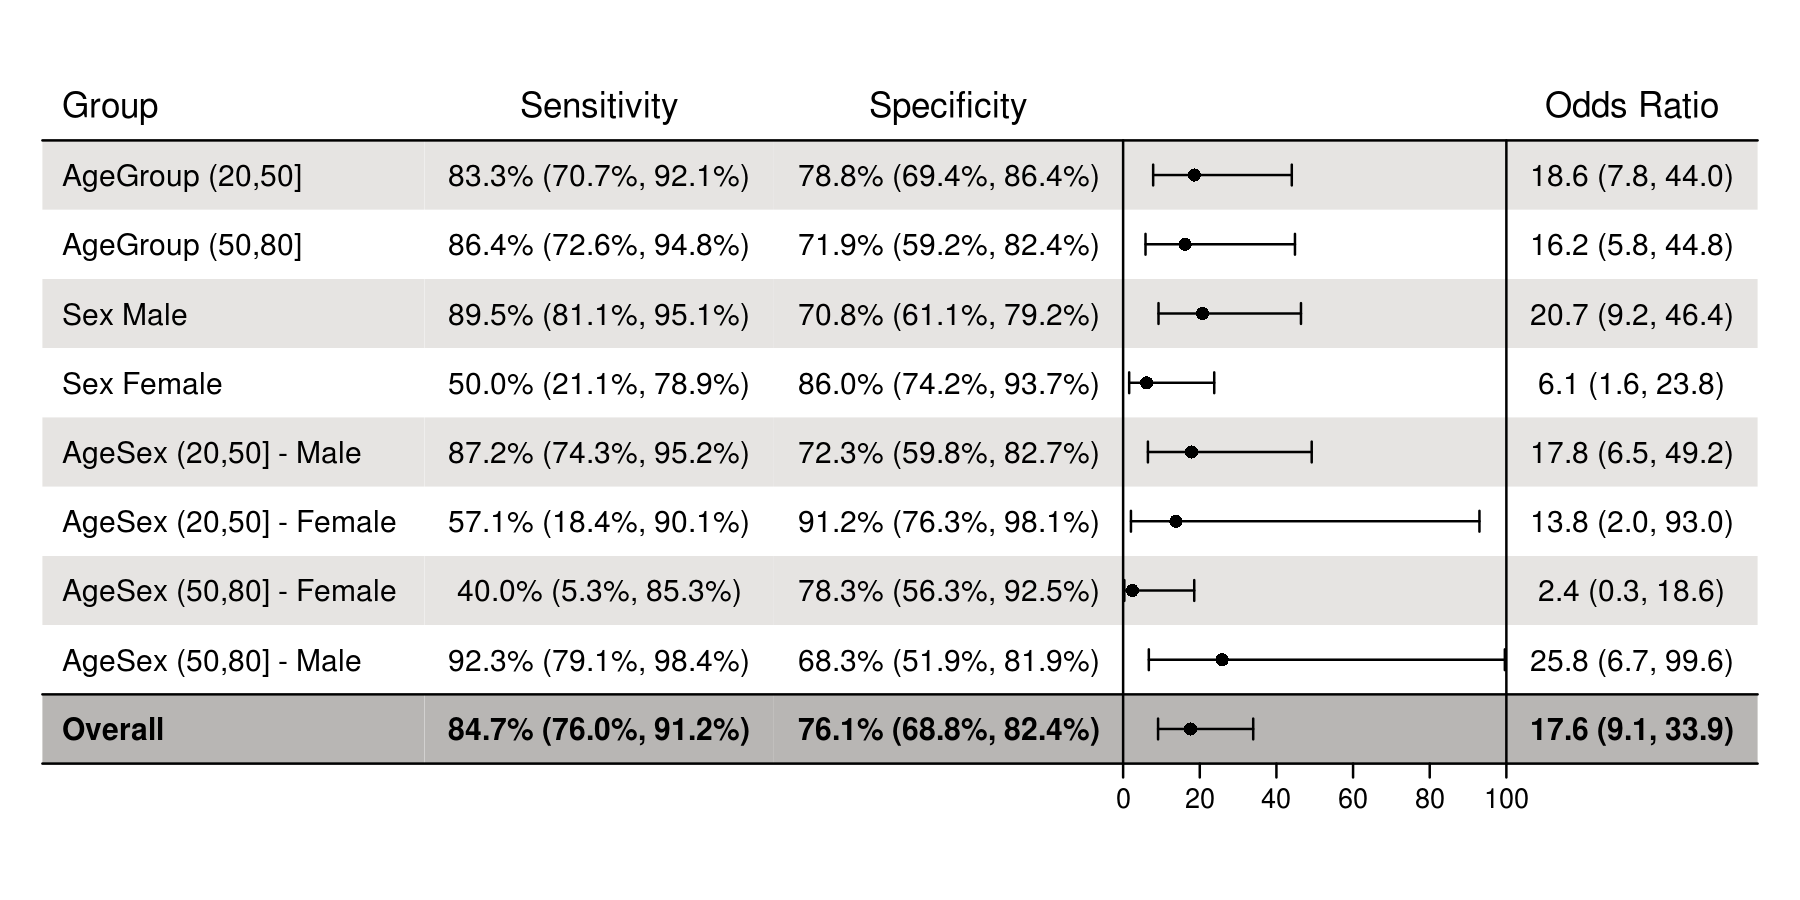 Group Sensitivity Specificity Odds Ratio
AgeGroup (20,50] 83.3% (70.7%, 92.1%) 78.8% (69.4%, 86.4%) 18.6 (7.8, 44.0)
AgeGroup (50,80] 86.4% (72.6%, 94.8%) 71.9% (59.2%, 82.4%) 16.2 (5.8, 44.8)
Sex Male 89.5% (81.1%, 95.1%) 70.8% (61.1%, 79.2%) 20.7 (9.2, 46.4)
Sex Female 50.0% (21.1%, 78.9%) 86.0% (74.2%, 93.7%) 6.1 (1.6, 23.8)
AgeSex (20,50] - Male 87.2% (74.3%, 95.2%) 72.3% (59.8%, 82.7%) 17.8 (6.5, 49.2)
AgeSex (20,50] - Female 57.1% (18.4%, 90.1%) 91.2% (76.3%, 98.1%) 13.8 (2.0, 93.0)
AgeSex (50,80] - Female 40.0% (5.3%, 85.3%) 78.3% (56.3%, 92.5%) 2.4 (0.3, 18.6)
AgeSex (50,80] - Male 92.3% (79.1%, 98.4%) 68.3% (51.9%, 81.9%) 25.8 (6.7, 99.6)
Overall 84.7% (76.0%, 91.2%) 76.1% (68.8%, 82.4%) 17.6 (9.1, 33.9)
0 20 40 60 80 100